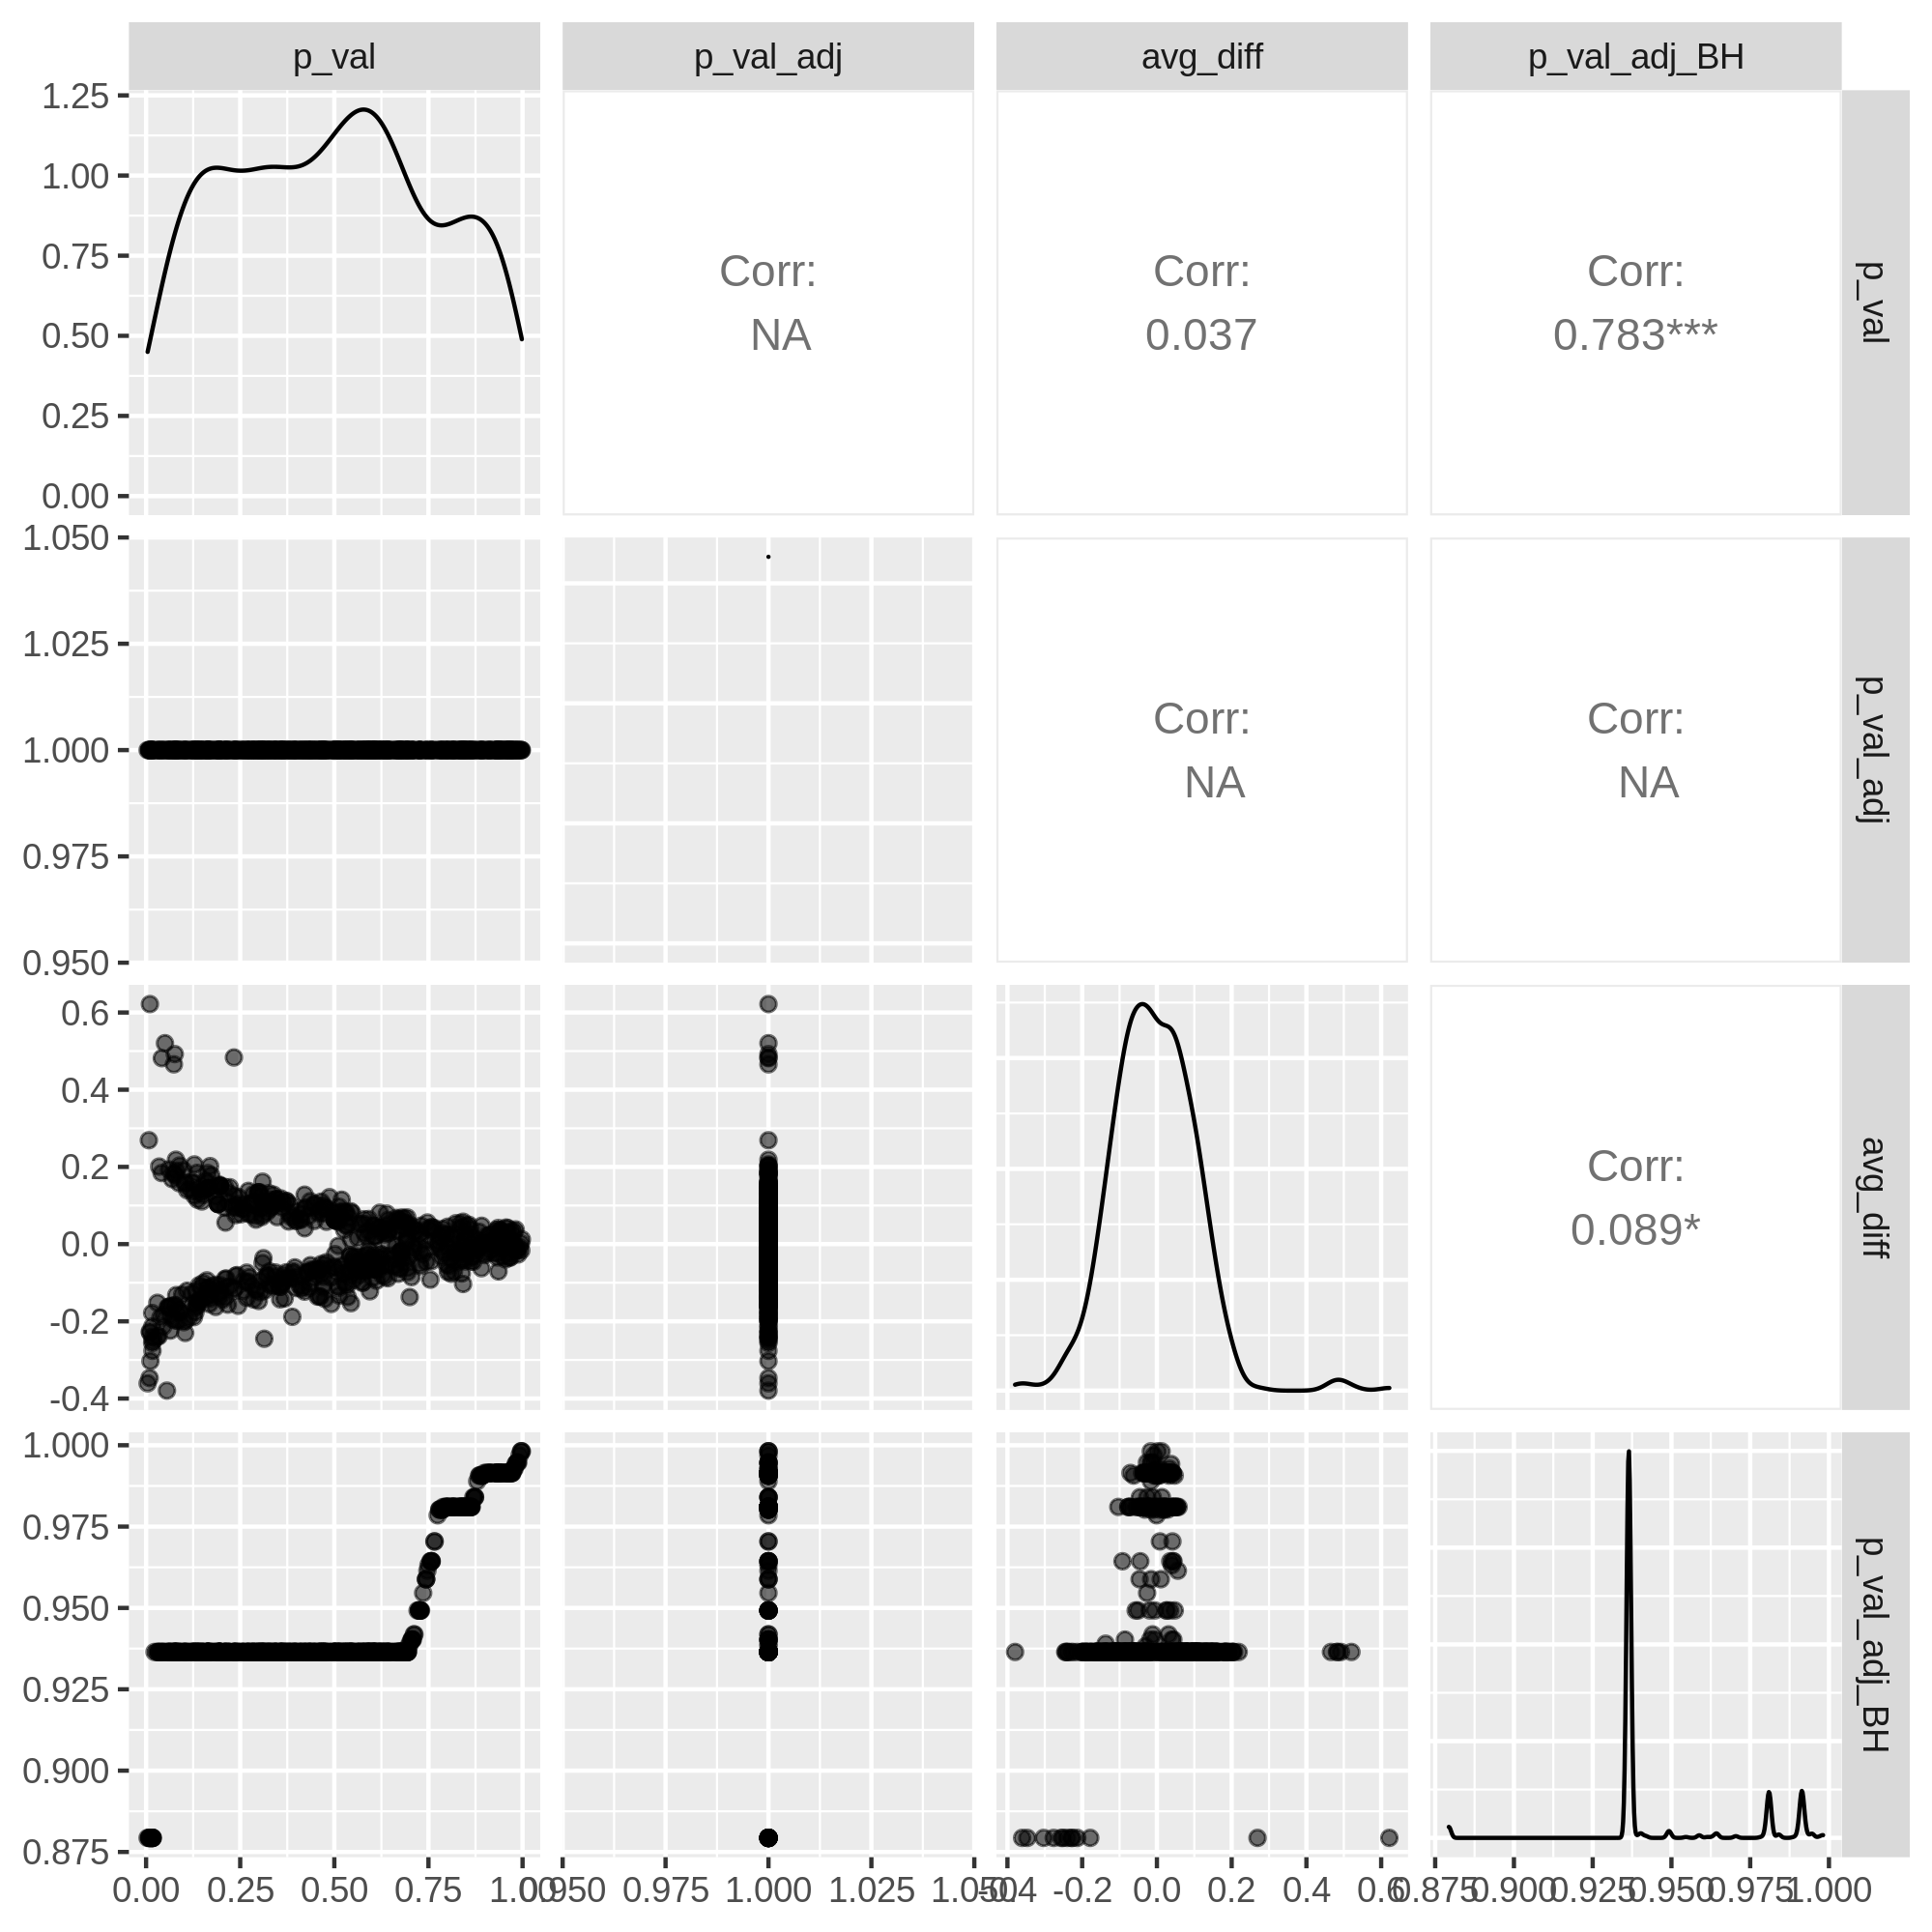 p_val
p_val_adj
avg_diff
p_val_adj_BH
1.25
1.00
0.75
0.50
0.25
0.00
Corr:
NA
Corr:
0.037
Corr:
0.783***
p_val
1.050
1.025
1.000
0.975
0.950
Corr:
NA
Corr:
NA
p_val_adj
0.6
0.4
0.2
0.0
-0.2
-0.4
Corr:
0.089*
avg_diff
1.000
0.975
0.950
0.925
0.900
0.875
p_val_adj_BH
0.00 0.25 0.50 0.75 1.00
0.950 0.975 1.000 1.025 1.050
-0.4 -0.2 0.0 0.2 0.4 0.6
0.875 0.900 0.925 0.950 0.975 1.000